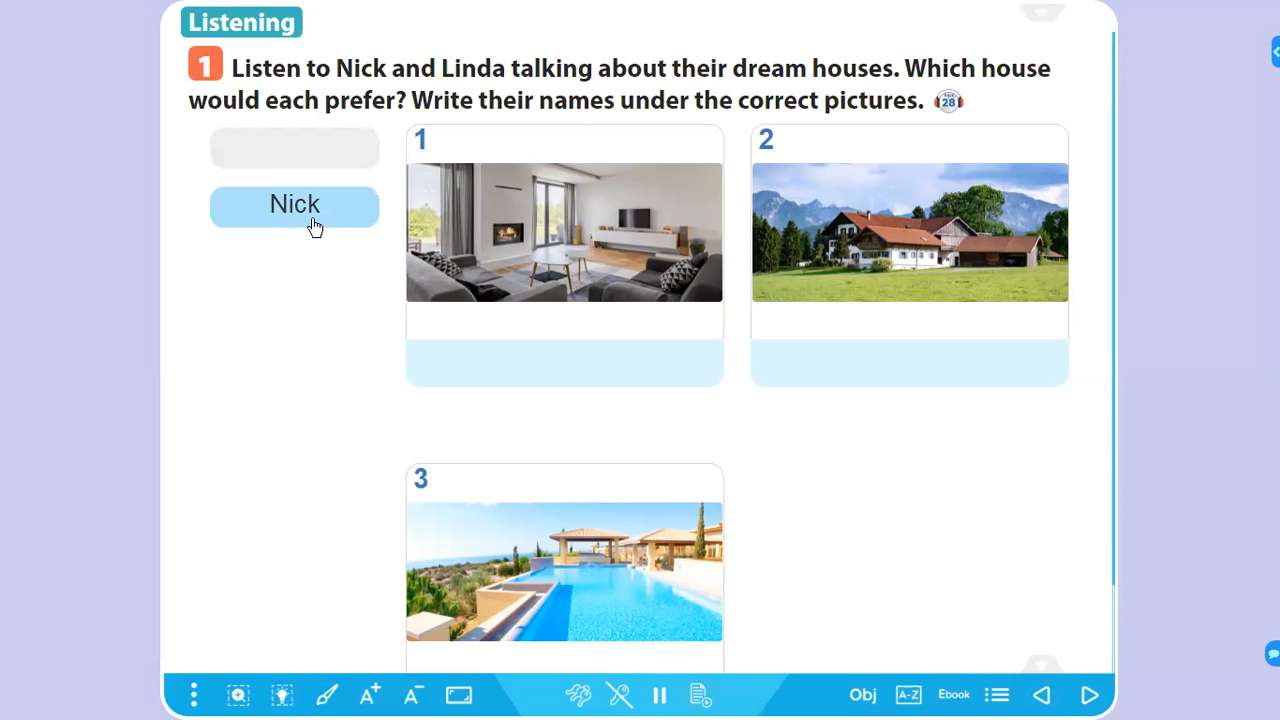 Listening
1 Listen to Nick and Linda talking about their dream houses. Which house
would each prefer? Write their names under the correct pictures. 28
Nick
1
2
3
A+ A- Obj A-Z Ebook